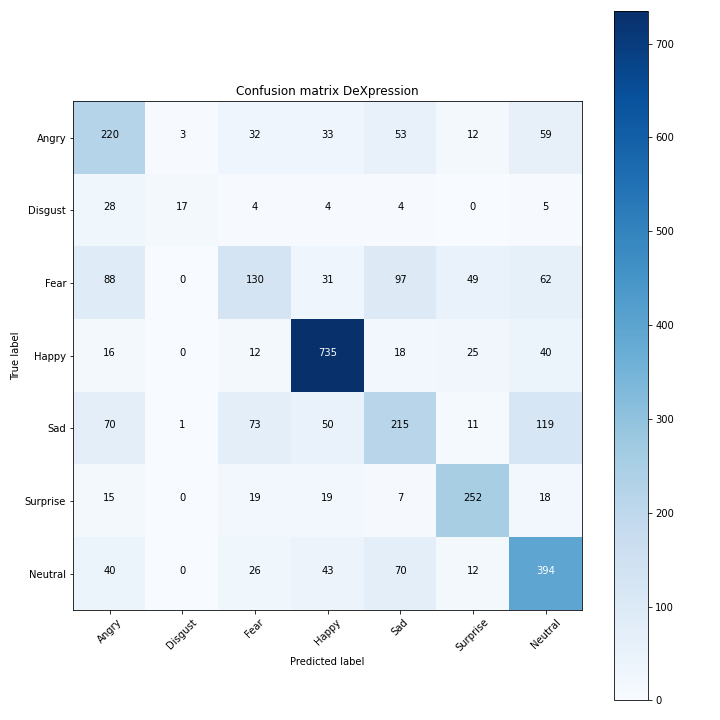 Confusion matrix DeXpression
True label
Angry 220 3 32 33 53 12 59
Disgust 28 17 4 4 4 0 5
Fear 88 0 130 31 97 49 62
Happy 16 0 12 735 18 25 40
Sad 70 1 73 50 215 11 119
Surprise 15 0 19 19 7 252 18
Neutral 40 0 26 43 70 12 394
Angry Disgust Fear Happy Sad Surprise Neutral
Predicted label
700
600
500
400
300
200
100
0